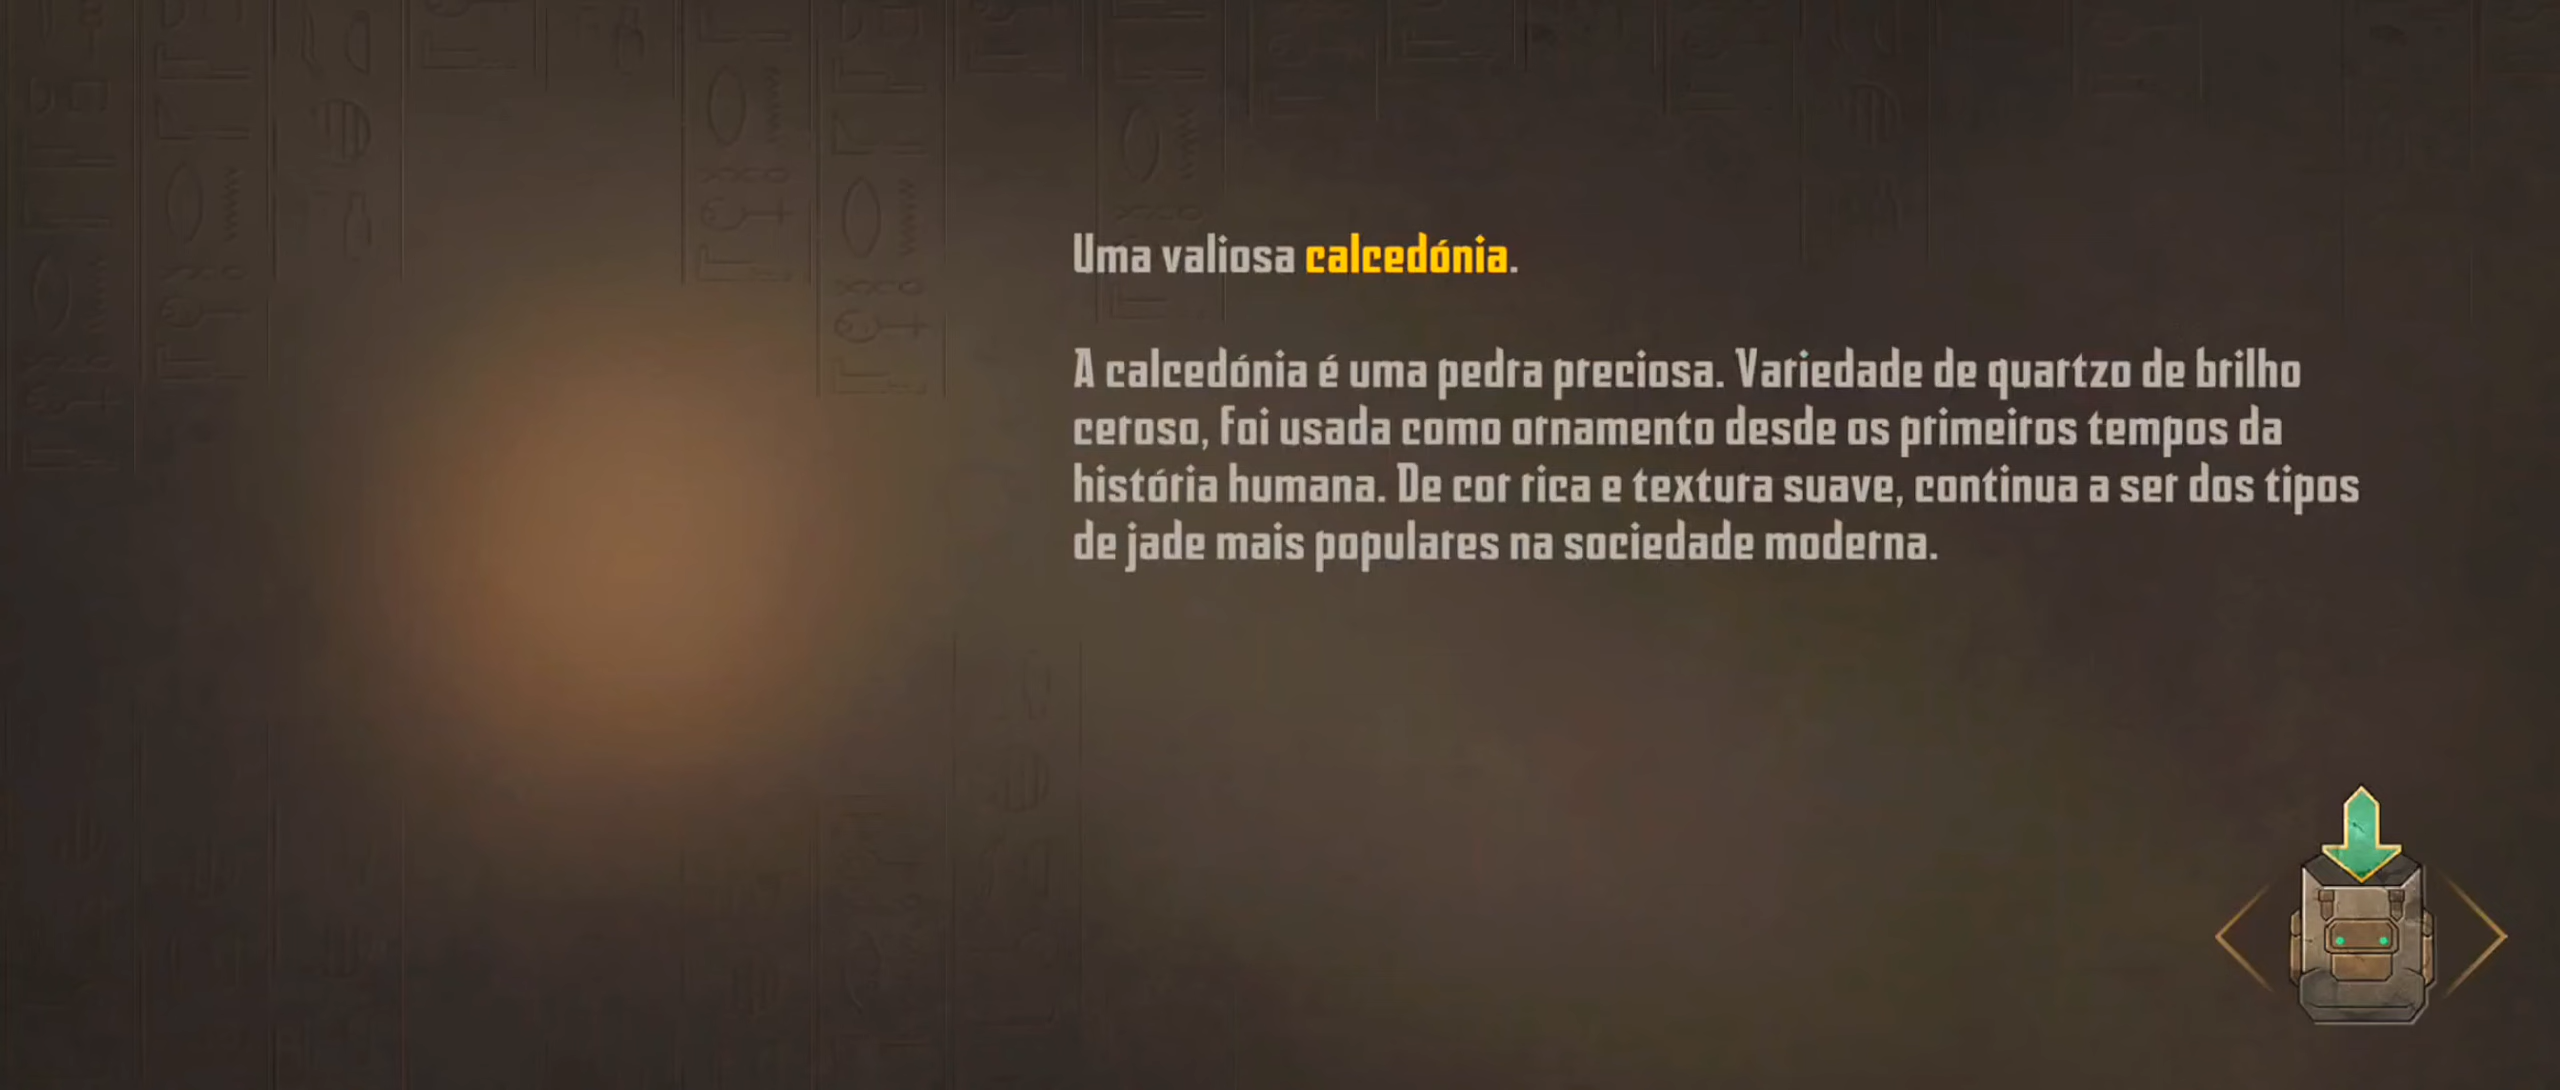 Uma valiosa calcedónia.
A calcedónia é uma pedra preciosa. Variedade de quartzo de brilho
ceroso, foi usada como ornamento desde os primeiros tempos da
história humana. De cor rica e textura suave, continua a ser dos tipos
de jade mais populares na sociedade moderna.